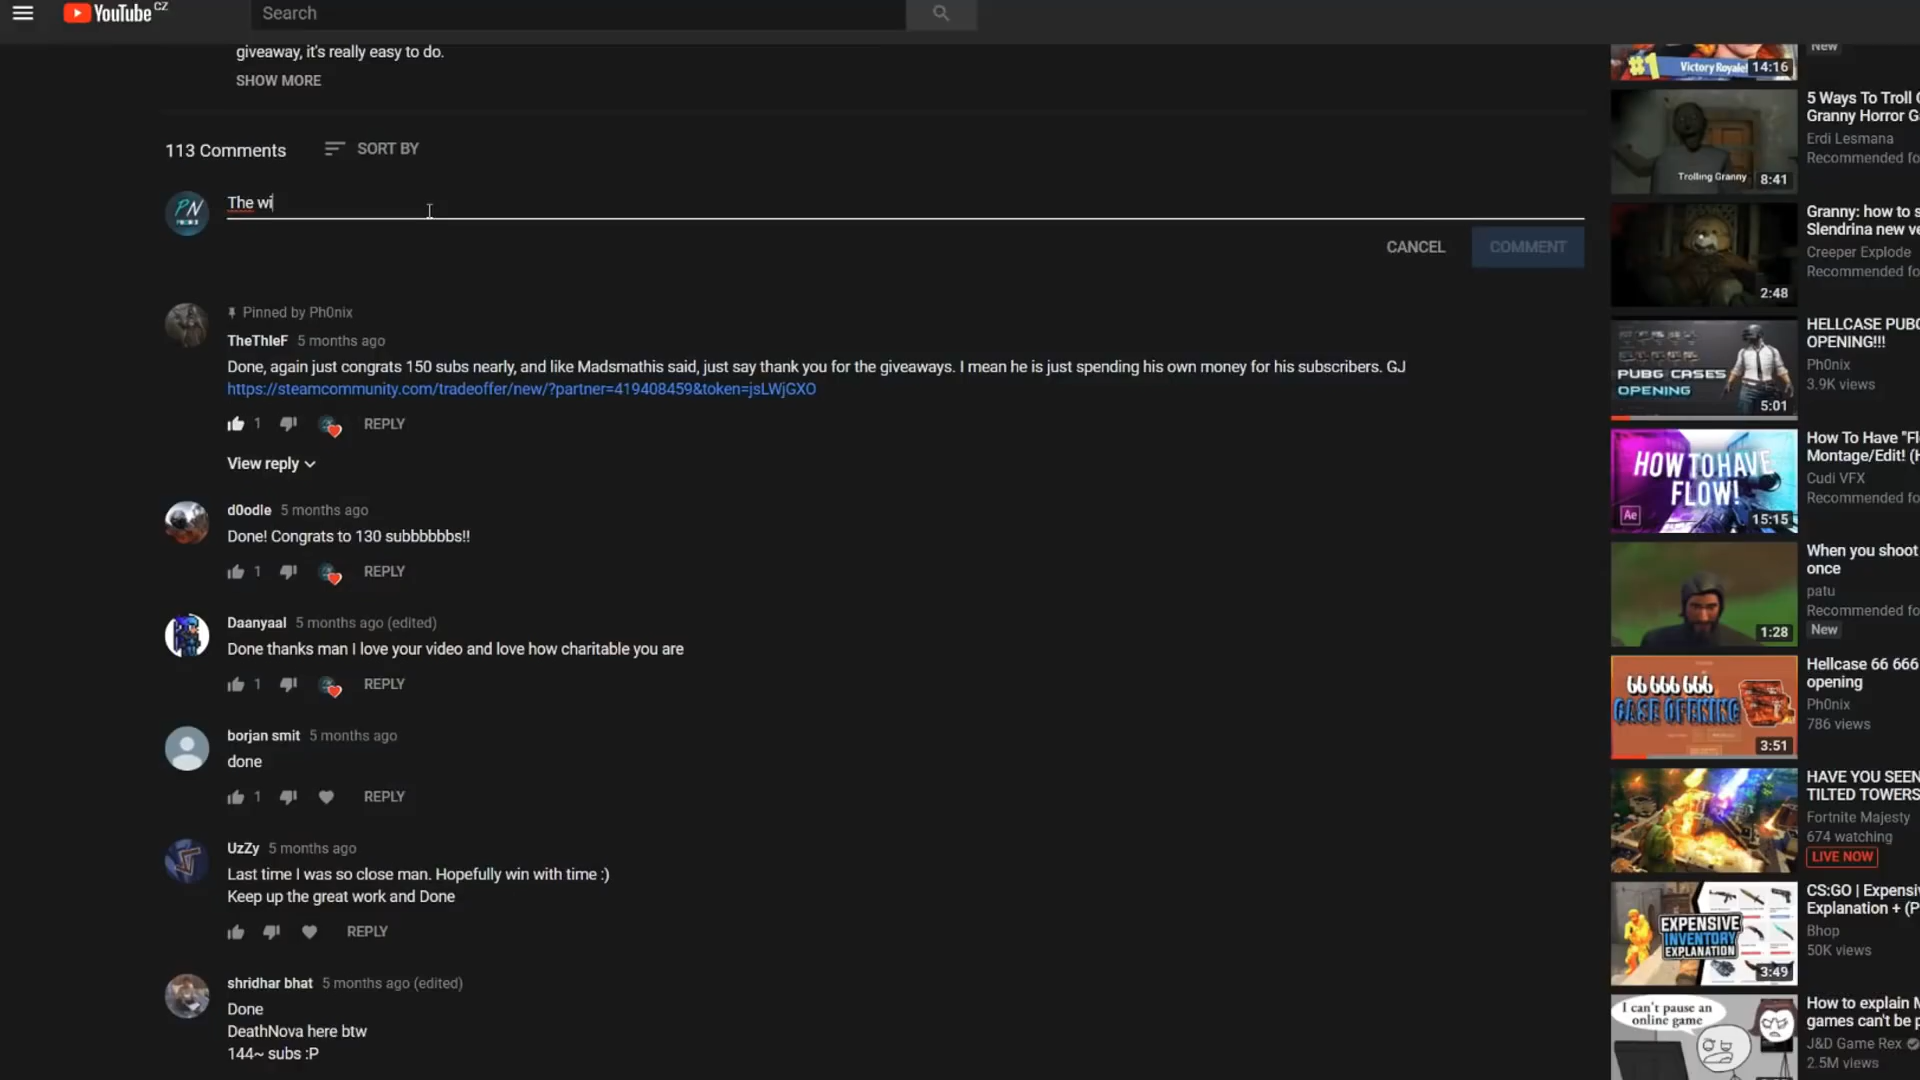 YouTube CZ
Search
giveaway, it's really easy to do.
SHOW MORE
113 Comments
SORT BY
The wi
CANCEL
COMMENT
Pinned by Ph0nix
TheThIeF 5 months ago
Done, again just congrats 150 subs nearly, and like Madsmathis said, just say thank you for the giveaways. I mean he is just spending his own money for his subscribers. GJ
https://steamcommunity.com/tradeoffer/new/?partner=419408459&token=jsLWjGXO
1 REPLY
View reply
d0odle 5 months ago
Done! Congrats to 130 subbbbbbs!!
1 REPLY
Daanyaal 5 months ago (edited)
Done thanks man I love your video and love how charitable you are
1 REPLY
borjan smit 5 months ago
done
1 REPLY
UzZy 5 months ago
Last time I was so close man. Hopefully win with time :)
Keep up the great work and Done
REPLY
shridhar bhat 5 months ago (edited)
Done
DeathNova here btw
144~ subs :P
#1 Victory Royale!
14:16
New
Trolling Granny
8:41
5 Ways To Troll
Granny Horror G
Erdi Lesmana
Recommended fo
2:48
Granny: how to s
Slendrina new ve
Creeper Explode
Recommended fo
PUBG CASES
OPENING
5:01
HELLCASE PUBG
OPENING!!!
Ph0nix
3.9K views
HOW TO HAVE
FLOW!
Ae
15:15
How To Have "Fl
Montage/Edit! (H
Cudi VFX
Recommended fo
1:28
When you shoot
once
patu
Recommended fo
New
66 666 666
CASE OPENING
3:51
Hellcase 66 666
opening
Ph0nix
786 views
HAVE YOU SEEN
TILTED TOWERS
Fortnite Majesty
674 watching
LIVE NOW
EXPENSIVE
INVENTORY
EXPLANATION
3:49
CS:GO | Expensi
Explanation + (P
Bhop
50K views
I can't pause an
online game
How to explain M
games can't be p
J&D Game Rex
2.5M views